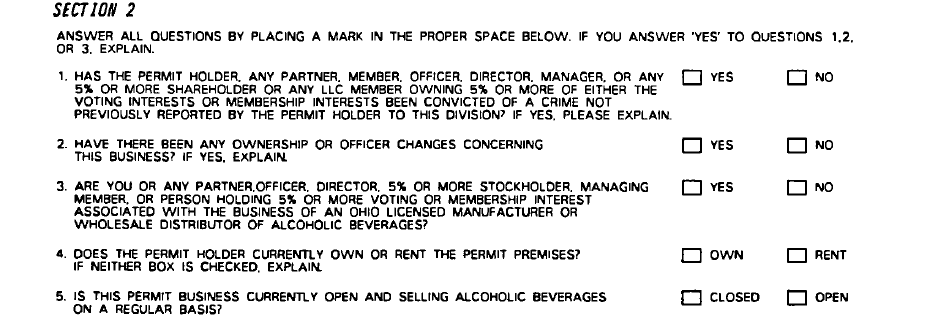 SECTION 2
ANSWER ALL QUESTIONS BY PLACING A MARK IN THE PROPER SPACE BELOW. IF YOU ANSWER 'YES' TO QUESTIONS 1,2,
OR 3, EXPLAIN.
1. HAS THE PERMIT HOLDER, ANY PARTNER, MEMBER, OFFICER, DIRECTOR, MANAGER, OR ANY YES NO
5% OR MORE SHAREHOLDER OR ANY LLC MEMBER OWNING 5% OR MORE OF EITHER THE
VOTING INTERESTS OR MEMBERSHIP INTERESTS BEEN CONVICTED OF A CRIME NOT
PREVIOUSLY REPORTED BY THE PERMIT HOLDER TO THIS DIVISION? IF YES, PLEASE EXPLAIN.
2. HAVE THERE BEEN ANY OWNERSHIP OR OFFICER CHANGES CONCERNING YES NO
THIS BUSINESS? IF YES, EXPLAIN.
3. ARE YOU OR ANY PARTNER,OFFICER, DIRECTOR, 5% OR MORE STOCKHOLDER, MANAGING YES NO
MEMBER, OR PERSON HOLDING 5% OR MORE VOTING OR MEMBERSHIP INTEREST
ASSOCIATED WITH THE BUSINESS OF AN OHIO LICENSED MANUFACTURER OR
WHOLESALE DISTRIBUTOR OF ALCOHOLIC BEVERAGES?
4. DOES THE PERMIT HOLDER CURRENTLY OWN OR RENT THE PERMIT PREMISES? OWN RENT
IF NEITHER BOX IS CHECKED, EXPLAIN.
5. IS THIS PERMIT BUSINESS CURRENTLY OPEN AND SELLING ALCOHOLIC BEVERAGES CLOSED OPEN
ON A REGULAR BASIS?